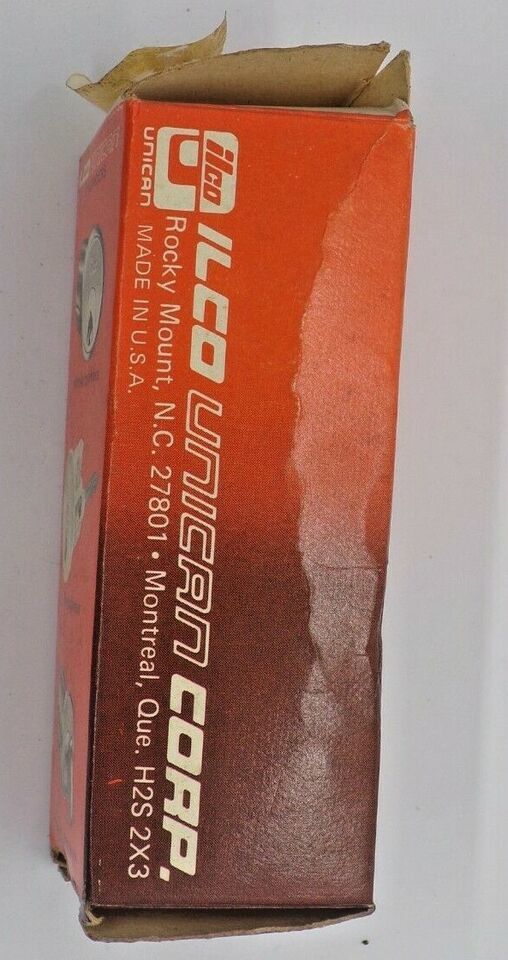 ilco
unican
ILCO UNICAN CORP.
Rocky Mount, N.C. 27801 • Montreal, Que. H2S 2X3
MADE IN U.S.A.